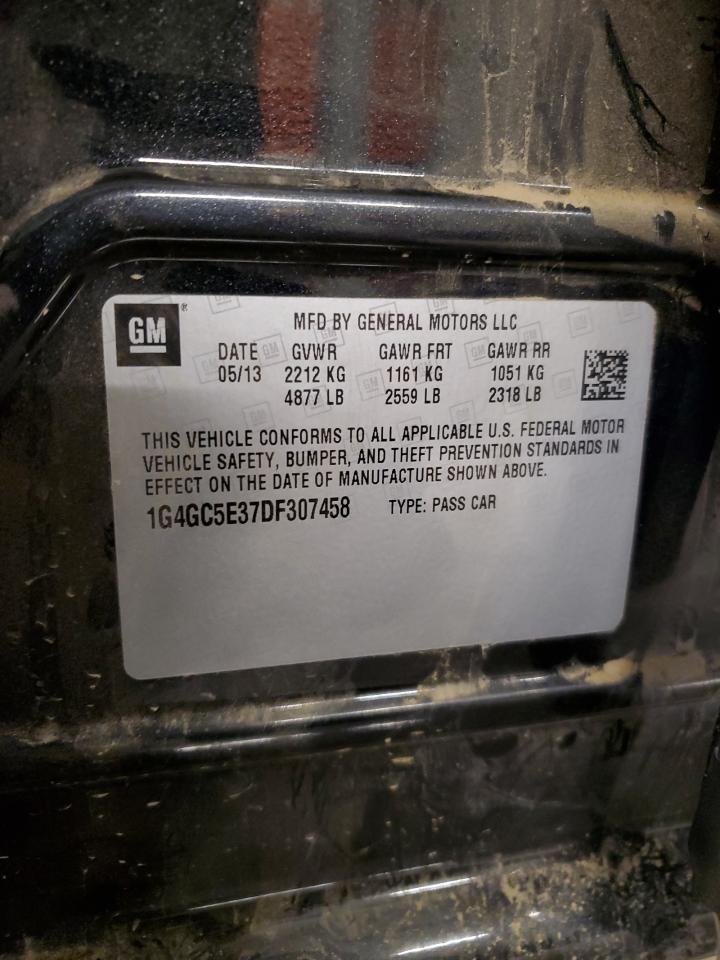 GM ® MFD BY GENERAL MOTORS LLC
DATE GVWR GAWR FRT GAWR RR
05/13 2212 KG 1161 KG 1051 KG
4877 LB 2559 LB 2318 LB
THIS VEHICLE CONFORMS TO ALL APPLICABLE U.S. FEDERAL MOTOR
VEHICLE SAFETY, BUMPER, AND THEFT PREVENTION STANDARDS IN
EFFECT ON THE DATE OF MANUFACTURE SHOWN ABOVE.
1G4GC5E37DF307458 TYPE: PASS CAR